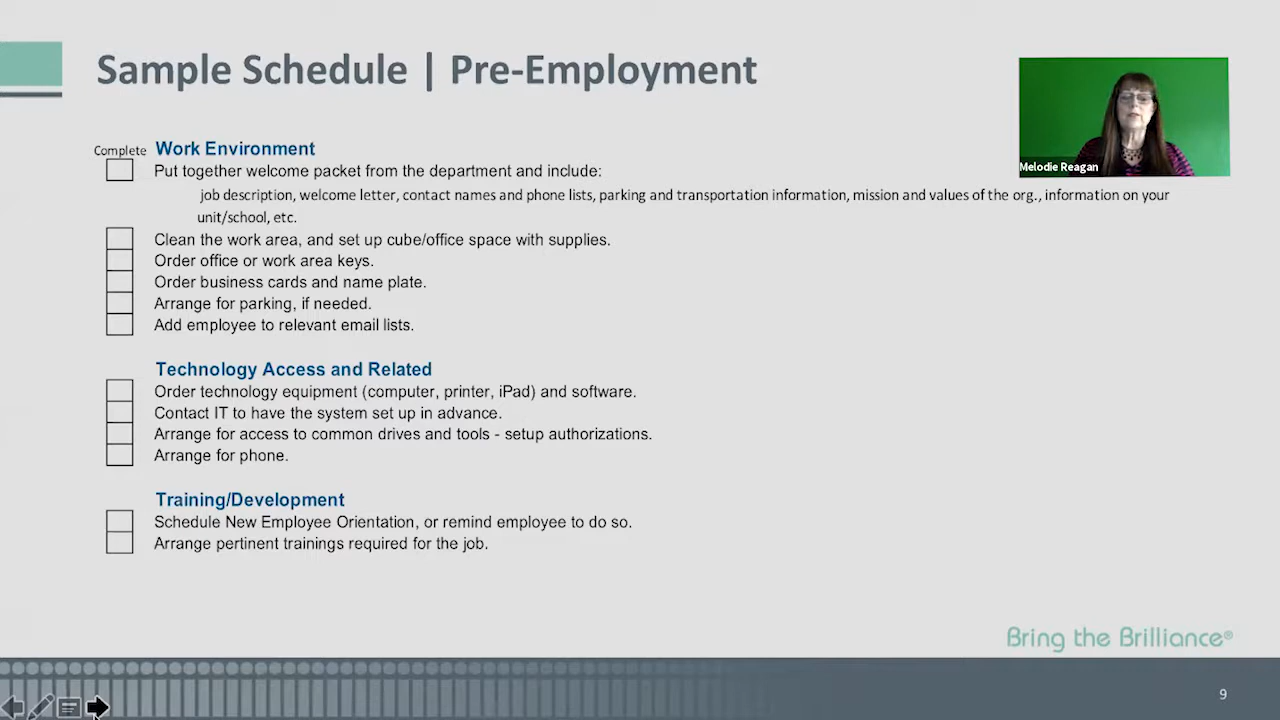 Sample Schedule | Pre-Employment
Melodie Reagan
Complete Work Environment
Put together welcome packet from the department and include:
job description, welcome letter, contact names and phone lists, parking and transportation information, mission and values of the org., information on your
unit/school, etc.
Clean the work area, and set up cube/office space with supplies.
Order office or work area keys.
Order business cards and name plate.
Arrange for parking, if needed.
Add employee to relevant email lists.
Technology Access and Related
Order technology equipment (computer, printer, iPad) and software.
Contact IT to have the system set up in advance.
Arrange for access to common drives and tools - setup authorizations.
Arrange for phone.
Training/Development
Schedule New Employee Orientation, or remind employee to do so.
Arrange pertinent trainings required for the job.
Bring the Brilliance®
9